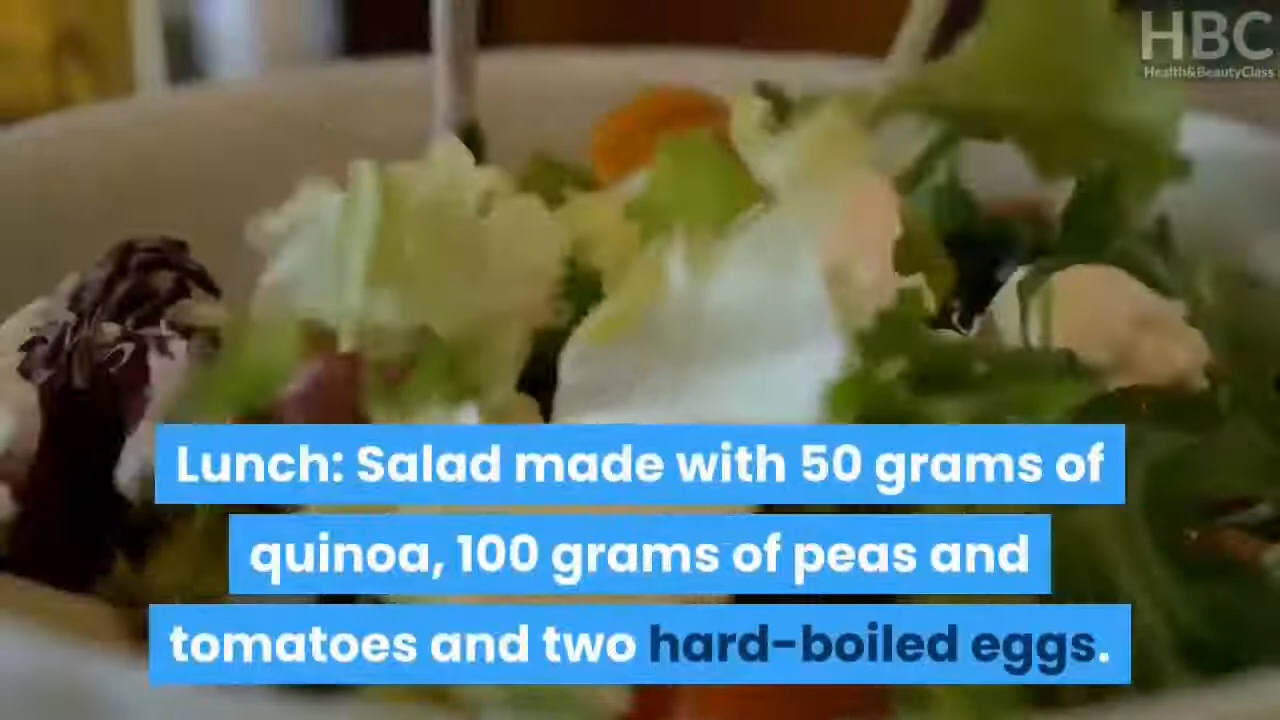 HBC
Health&BeautyClass
Lunch: Salad made with 50 grams of
quinoa, 100 grams of peas and
tomatoes and two hard-boiled eggs.